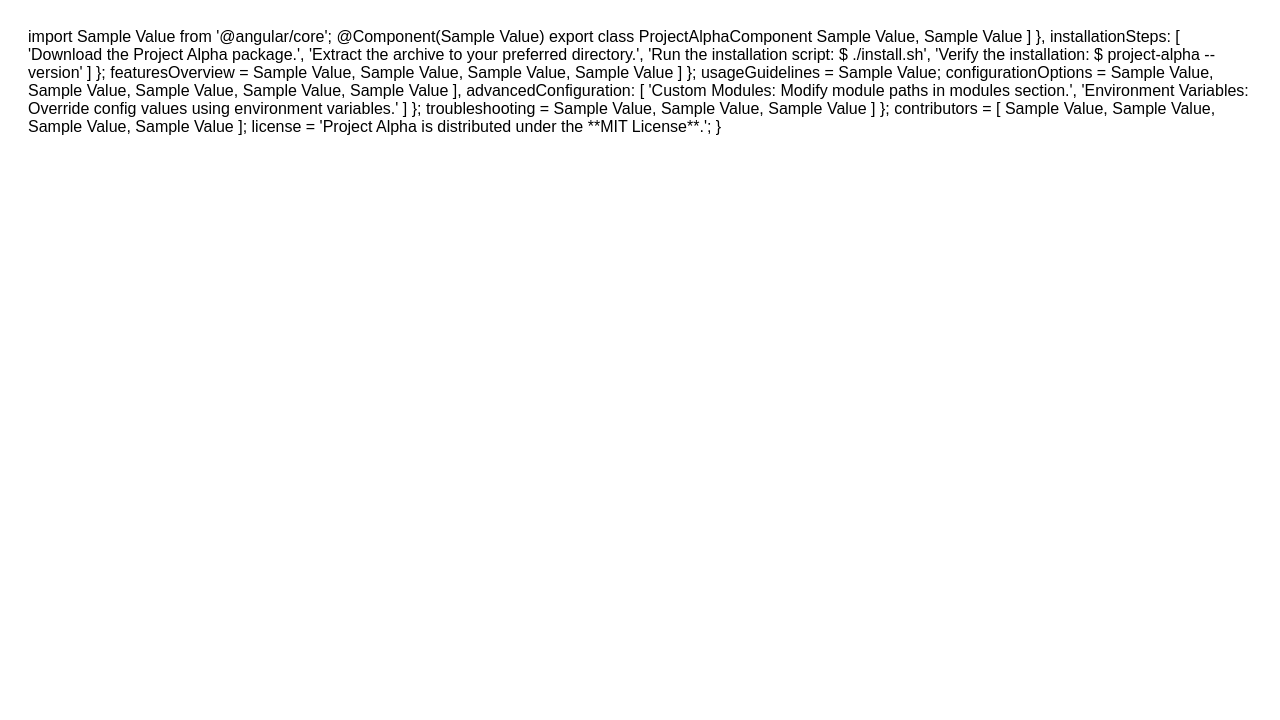 import Sample Value from '@angular/core'; @Component(Sample Value) export class ProjectAlphaComponent Sample Value, Sample Value ] }, installationSteps: [
'Download the Project Alpha package.', 'Extract the archive to your preferred directory.', 'Run the installation script: $ ./install.sh', 'Verify the installation: $ project-alpha --
version' ] }; featuresOverview = Sample Value, Sample Value, Sample Value, Sample Value ] }; usageGuidelines = Sample Value; configurationOptions = Sample Value,
Sample Value, Sample Value, Sample Value, Sample Value ], advancedConfiguration: [ 'Custom Modules: Modify module paths in modules section.', 'Environment Variables:
Override config values using environment variables.' ] }; troubleshooting = Sample Value, Sample Value, Sample Value ] }; contributors = [ Sample Value, Sample Value,
Sample Value, Sample Value ]; license = 'Project Alpha is distributed under the **MIT License**.'; }